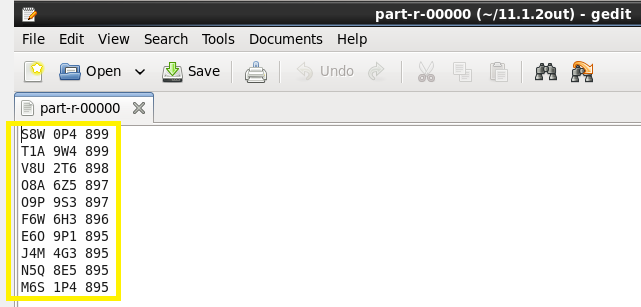 part-r-00000 (~/11.1.2out) - gedit
File Edit View Search Tools Documents Help
Open Save Undo
part-r-00000
S8W 0P4 899
T1A 9W4 899
V8U 2T6 898
O8A 6Z5 897
O9P 9S3 897
F6W 6H3 896
E6O 9P1 895
J4M 4G3 895
N5Q 8E5 895
M6S 1P4 895